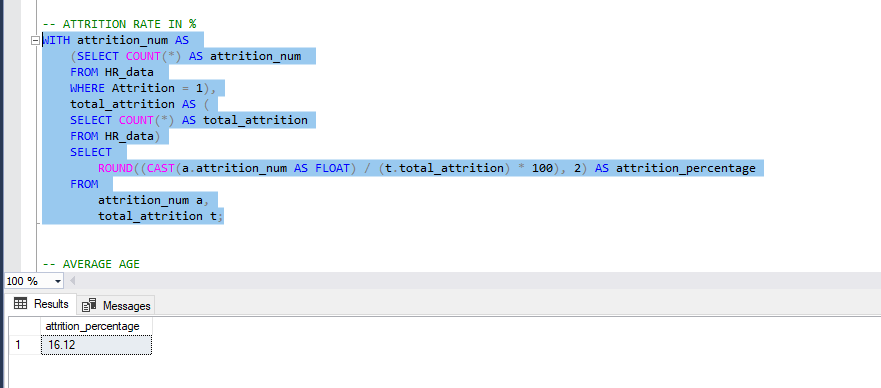 -- ATTRITION RATE IN %
WITH attrition_num AS
(SELECT COUNT(*) AS attrition_num
FROM HR_data
WHERE Attrition = 1),
total_attrition AS (
SELECT COUNT(*) AS total_attrition
FROM HR_data)
SELECT
ROUND((CAST(a.attrition_num AS FLOAT) / (t.total_attrition) * 100), 2) AS attrition_percentage
FROM
attrition_num a,
total_attrition t;
-- AVERAGE AGE
100 %
Results Messages
attrition_percentage
1 16.12